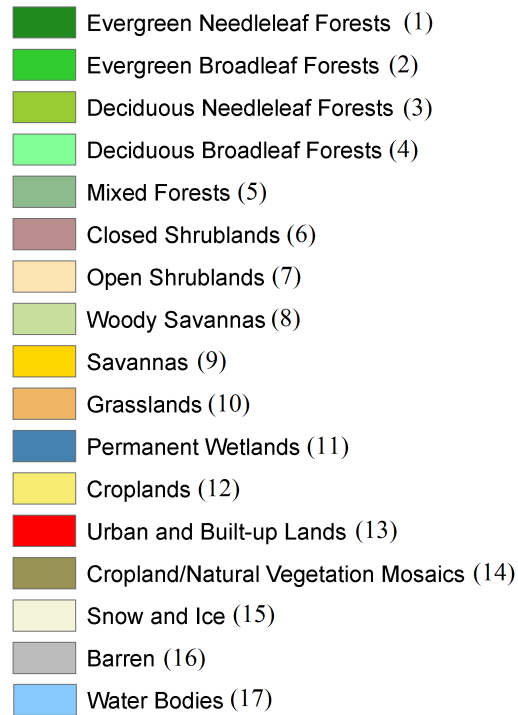 Evergreen Needleleaf Forests (1)
Evergreen Broadleaf Forests (2)
Deciduous Needleleaf Forests (3)
Deciduous Broadleaf Forests (4)
Mixed Forests (5)
Closed Shrublands (6)
Open Shrublands (7)
Woody Savannas (8)
Savannas (9)
Grasslands (10)
Permanent Wetlands (11)
Croplands (12)
Urban and Built-up Lands (13)
Cropland/Natural Vegetation Mosaics (14)
Snow and Ice (15)
Barren (16)
Water Bodies (17)